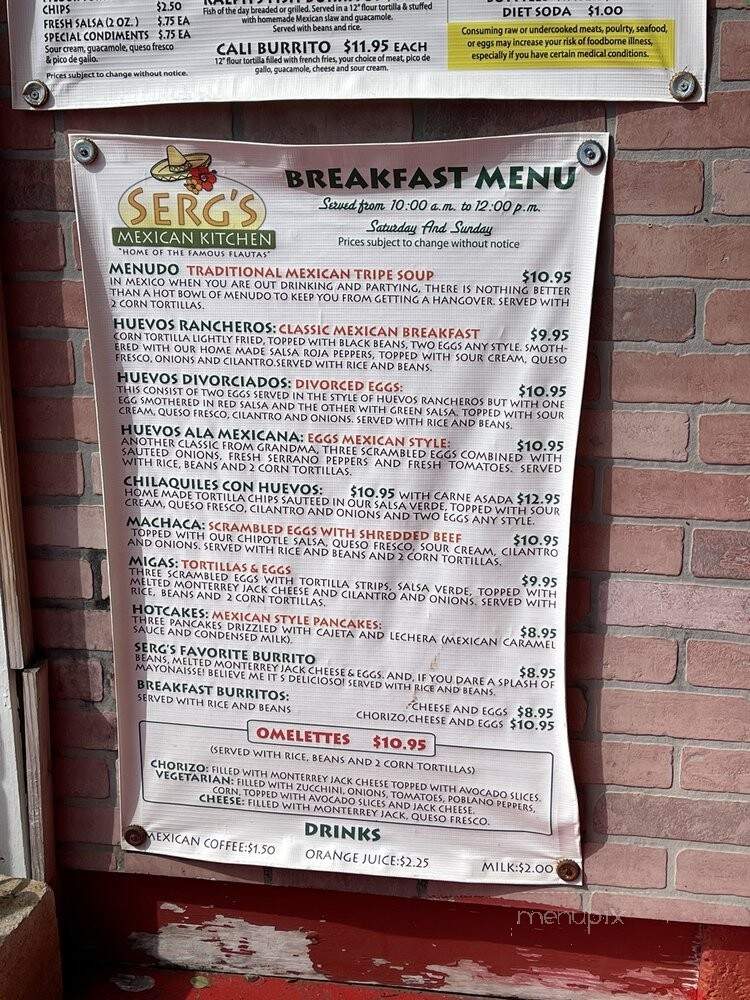 CHIPS $2.50
FRESH SALSA (2 OZ.) $.75 EA
SPECIAL CONDIMENTS $.75 EA
Sour cream, guacamole, queso fresco
& pico de gallo.
Prices subject to change without notice.
Fish of the day breaded or grilled. Served in a 12" flour tortilla & stuffed
with homemade Mexican slaw and guacamole.
Served with beans and rice.
CALI BURRITO $11.95 EACH
12" flour tortilla filled with french fries, your choice of meat, pico de
gallo, guacamole, cheese and sour cream.
DIET SODA $1.00
Consuming raw or undercooked meats, poulrty, seafood,
or eggs may increase your risk of foodborne illness,
especially if you have certain medical conditions.
SERG'S
MEXICAN KITCHEN
"HOME OF THE FAMOUS FLAUTAS"
BREAKFAST MENU
Served from 10:00 a.m. to 12:00 p.m.
Saturday And Sunday
Prices subject to change without notice
MENUDO TRADITIONAL MEXICAN TRIPE SOUP $10.95
IN MEXICO WHEN YOU ARE OUT DRINKING AND PARTYING, THERE IS NOTHING BETTER
THAN A HOT BOWL OF MENUDO TO KEEP YOU FROM GETTING A HANGOVER. SERVED WITH
2 CORN TORTILLAS.
HUEVOS RANCHEROS: CLASSIC MEXICAN BREAKFAST $9.95
CORN TORTILLA LIGHTLY FRIED, TOPPED WITH BLACK BEANS, TWO EGGS ANY STYLE. SMOTH-
ERED WITH OUR HOME MADE SALSA ROJA PEPPERS, TOPPED WITH SOUR CREAM, QUESO
FRESCO, ONIONS AND CILANTRO.SERVED WITH RICE AND BEANS.
HUEVOS DIVORCIADOS: DIVORCED EGGS: $10.95
THIS CONSIST OF TWO EGGS SERVED IN THE STYLE OF HUEVOS RANCHEROS BUT WITH ONE
EGG SMOTHERED IN RED SALSA AND THE OTHER WITH GREEN SALSA, TOPPED WITH SOUR
CREAM, QUESO FRESCO, CILANTRO AND ONIONS. SERVED WITH RICE AND BEANS.
HUEVOS ALA MEXICANA: EGGS MEXICAN STYLE: $10.95
ANOTHER CLASSIC FROM GRANDMA, THREE SCRAMBLED EGGS COMBINED WITH
SAUTEED ONIONS, FRESH SERRANO PEPPERS AND FRESH TOMATOES. SERVED
WITH RICE, BEANS AND 2 CORN TORTILLAS.
CHILAQUILES CON HUEVOS: $10.95 WITH CARNE ASADA $12.95
HOME MADE TORTILLA CHIPS SAUTEED IN OUR SALSA VERDE, TOPPED WITH SOUR
CREAM, QUESO FRESCO, CILANTRO AND ONIONS AND TWO EGGS ANY STYLE.
MACHACA: SCRAMBLED EGGS WITH SHREDDED BEEF $10.95
TOPPED WITH OUR CHIPOTLE SALSA, QUESO FRESCO, SOUR CREAM, CILANTRO
AND ONIONS. SERVED WITH RICE AND BEANS AND 2 CORN TORTILLAS.
MIGAS: TORTILLAS & EGGS $9.95
THREE SCRAMBLED EGGS WITH TORTILLA STRIPS, SALSA VERDE, TOPPED WITH
MELTED MONTERREY JACK CHEESE AND CILANTRO AND ONIONS. SERVED WITH
RICE, BEANS AND 2 CORN TORTILLAS.
HOTCAKES: MEXICAN STYLE PANCAKES: $8.95
THREE PANCAKES DRIZZLED WITH CAJETA AND LECHERA (MEXICAN CARAMEL
SAUCE AND CONDENSED MILK).
SERG'S FAVORITE BURRITO $8.95
BEANS, MELTED MONTERREY JACK CHEESE & EGGS. AND, IF YOU DARE A SPLASH OF
MAYONAISSE! BELIEVE ME IT S DELICIOSO! SERVED WITH RICE AND BEANS.
BREAKFAST BURRITOS: CHEESE AND EGGS $8.95
SERVED WITH RICE AND BEANS CHORIZO,CHEESE AND EGGS $10.95
OMELETTES $10.95
(SERVED WITH RICE, BEANS AND 2 CORN TORTILLAS)
CHORIZO: FILLED WITH MONTERREY JACK CHEESE TOPPED WITH AVOCADO SLICES.
VEGETARIAN: FILLED WITH ZUCCHINI, ONIONS, TOMATOES, POBLANO PEPPERS,
CORN, TOPPED WITH AVOCADO SLICES AND JACK CHEESE.
CHEESE: FILLED WITH MONTERREY JACK, QUESO FRESCO.
DRINKS
MEXICAN COFFEE:$1.50 ORANGE JUICE:$2.25 MILK:$2.00
menupix